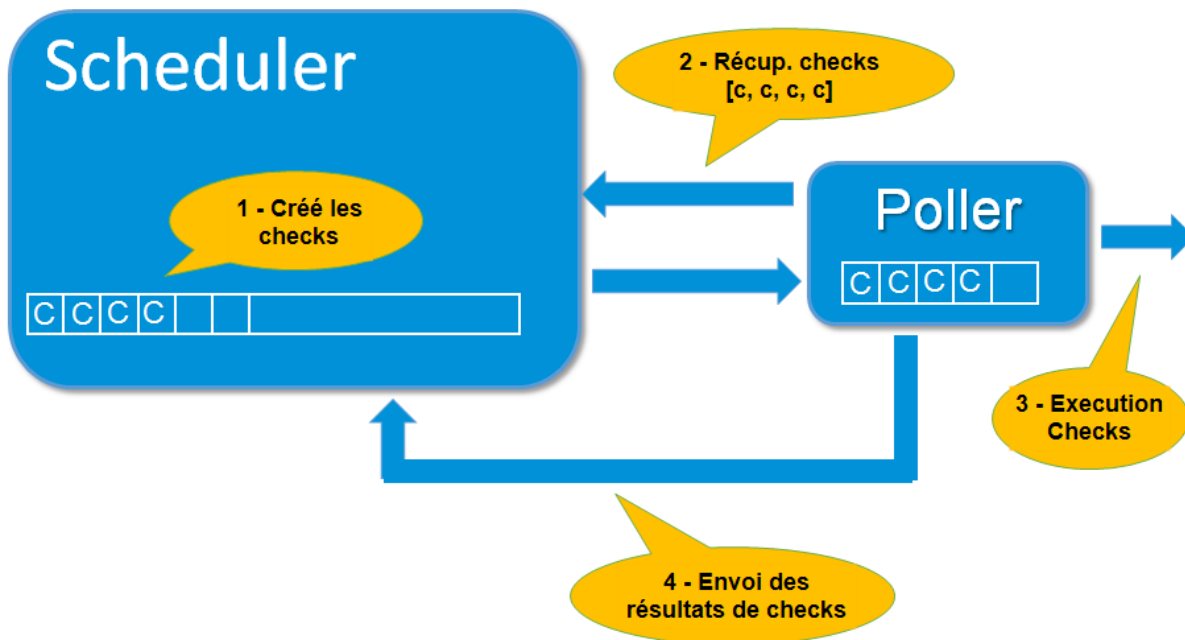 Scheduler
2 - Récup. checks
[c, c, c, c]
1 - Créé les
checks
Poller
C C C C
C C C C
3 - Execution
Checks
4 - Envoi des
résultats de checks